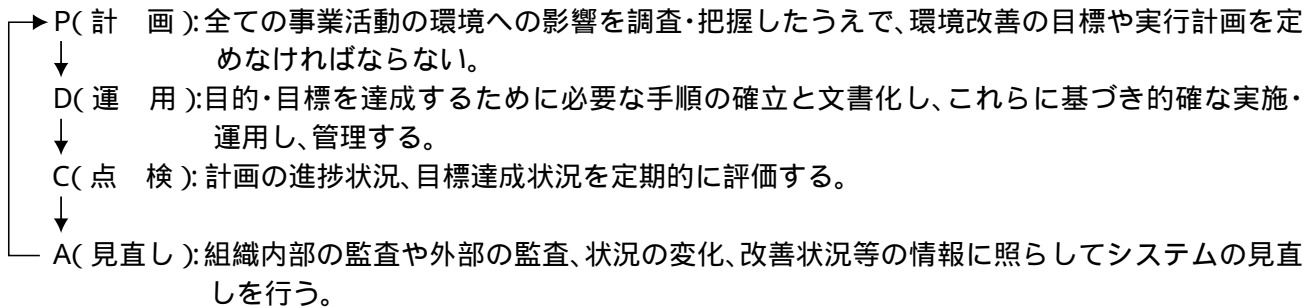 P(計　画):全ての事業活動の環境への影響を調査・把握したうえで、環境改善の目標や実行計画を定
めなければならない。
D(運　用):目的・目標を達成するために必要な手順の確立と文書化し、これらに基づき的確な実施・
運用し、管理する。
C(点　検):計画の進捗状況、目標達成状況を定期的に評価する。
A(見直し):組織内部の監査や外部の監査、状況の変化、改善状況等の情報に照らしてシステムの見直
しを行う。